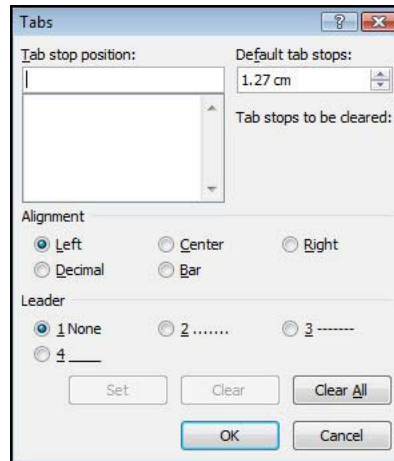 Tabs
Tab stop position: Default tab stops:
1.27 cm
Tab stops to be cleared:
Alignment
Left Center Right
Decimal Bar
Leader
1 None 2 ....... 3 -------
4 ____
Set Clear Clear All
OK Cancel